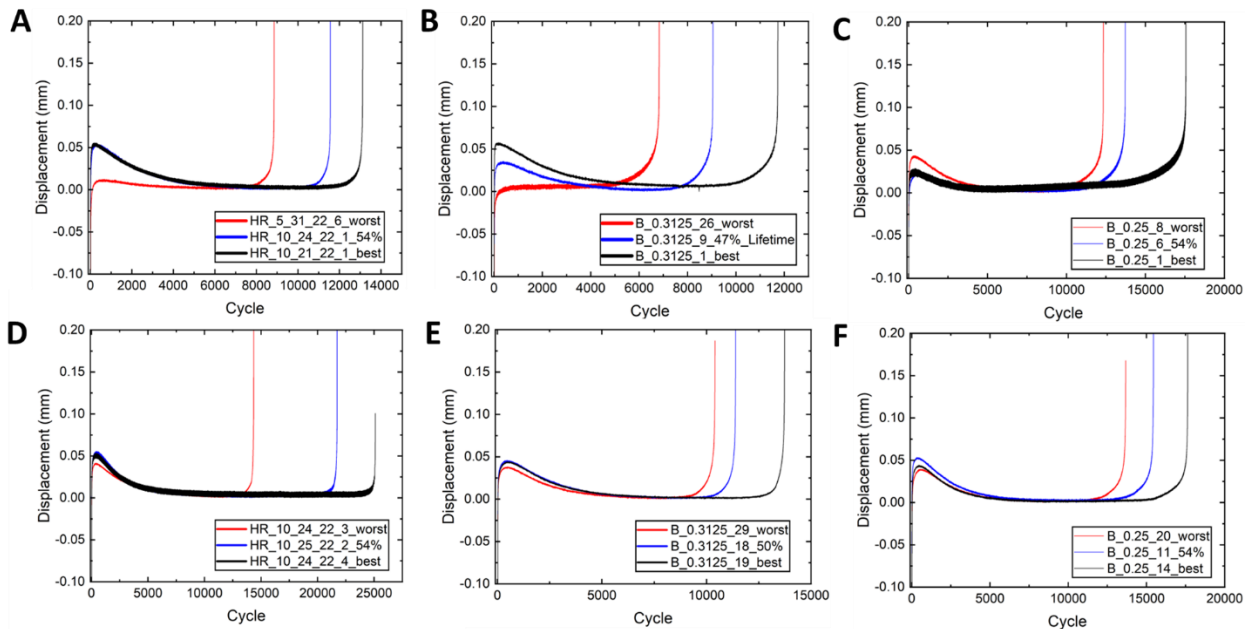 A
Displacement (mm)
0.20
0.15
0.10
0.05
0.00
-0.05
-0.10
HR_5_31_22_6_worst
HR_10_24_22_1_54%
HR_10_21_22_1_best
0 2000 4000 6000 8000 10000 12000 14000
Cycle
B
Displacement (mm)
0.20
0.15
0.10
0.05
0.00
-0.05
-0.10
B_0.3125_26_worst
B_0.3125_9_47%_Lifetime
B_0.3125_1_best
0 2000 4000 6000 8000 10000 12000
Cycle
C
Displacement (mm)
0.20
0.15
0.10
0.05
0.00
-0.05
-0.10
B_0.25_8_worst
B_0.25_6_54%
B_0.25_1_best
0 5000 10000 15000 20000
Cycle
D
Displacement (mm)
0.20
0.15
0.10
0.05
0.00
-0.05
-0.10
HR_10_24_22_3_worst
HR_10_25_22_2_54%
HR_10_24_22_4_best
0 5000 10000 15000 20000 25000
Cycle
E
Displacement (mm)
0.20
0.15
0.10
0.05
0.00
-0.05
-0.10
B_0.3125_29_worst
B_0.3125_18_50%
B_0.3125_19_best
0 5000 10000 15000
Cycle
F
Displacement (mm)
0.20
0.15
0.10
0.05
0.00
-0.05
-0.10
B_0.25_20_worst
B_0.25_11_54%
B_0.25_14_best
0 5000 10000 15000 20000
Cycle